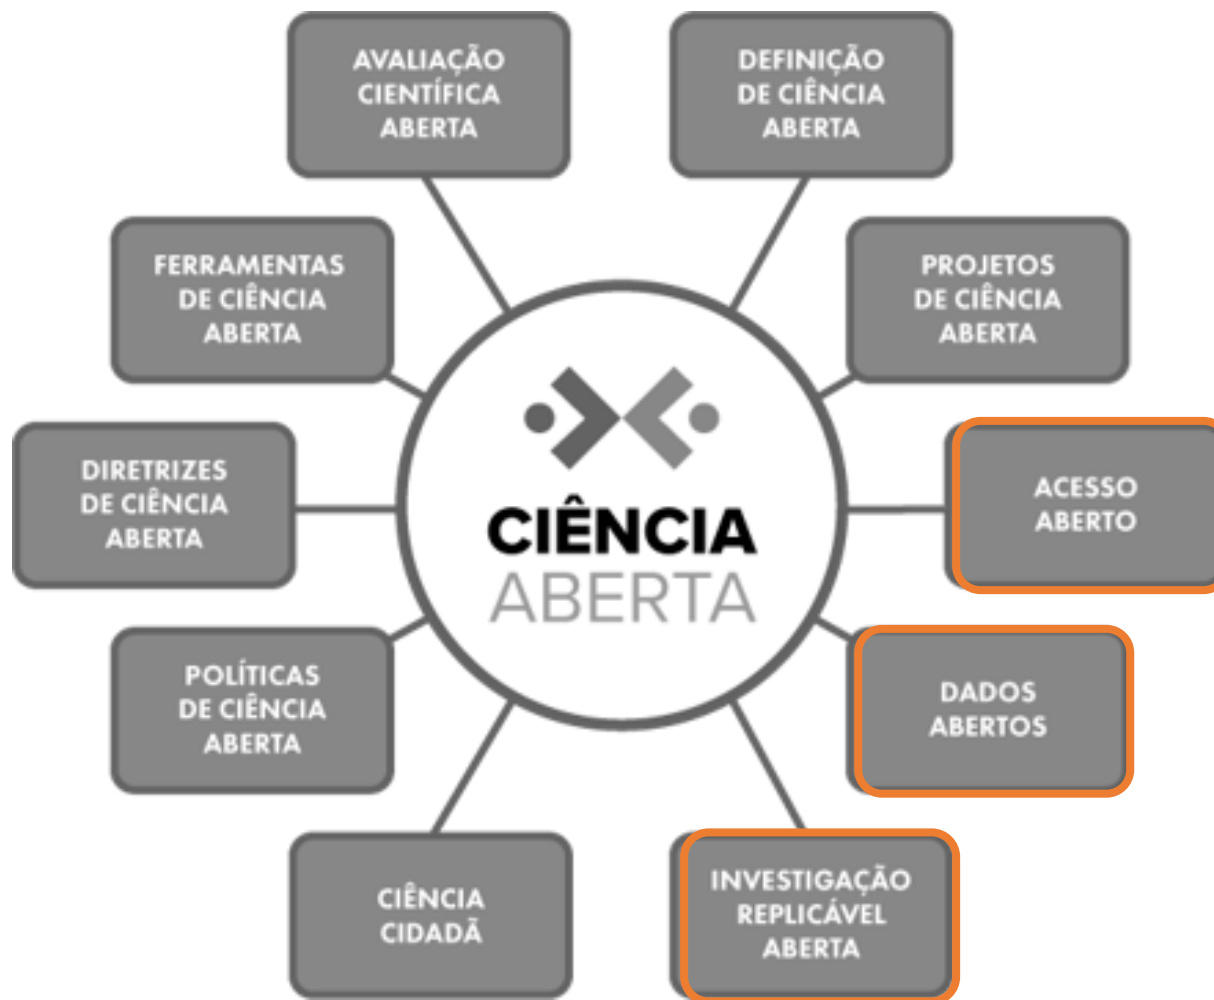 AVALIAÇÃO
CIENTÍFICA
ABERTA
DEFINIÇÃO
DE CIÊNCIA
ABERTA
FERRAMENTAS
DE CIÊNCIA
ABERTA
PROJETOS
DE CIÊNCIA
ABERTA
DIRETRIZES
DE CIÊNCIA
ABERTA
CIÊNCIA
ABERTA
ACESSO
ABERTO
POLÍTICAS
DE CIÊNCIA
ABERTA
DADOS
ABERTOS
CIÊNCIA
CIDADÃ
INVESTIGAÇÃO
REPLICÁVEL
ABERTA